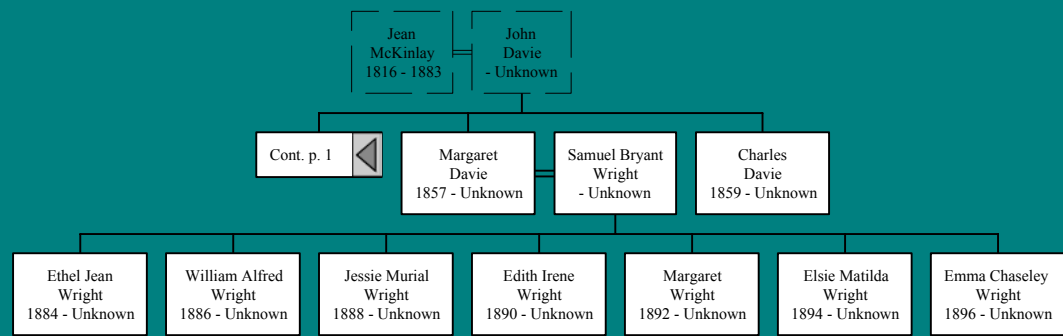 Jean
McKinlay
1816 - 1883
John
Davie
- Unknown
Cont. p. 1
Margaret
Davie
1857 - Unknown
Samuel Bryant
Wright
- Unknown
Charles
Davie
1859 - Unknown
Ethel Jean
Wright
1884 - Unknown
William Alfred
Wright
1886 - Unknown
Jessie Murial
Wright
1888 - Unknown
Edith Irene
Wright
1890 - Unknown
Margaret
Wright
1892 - Unknown
Elsie Matilda
Wright
1894 - Unknown
Emma Chaseley
Wright
1896 - Unknown